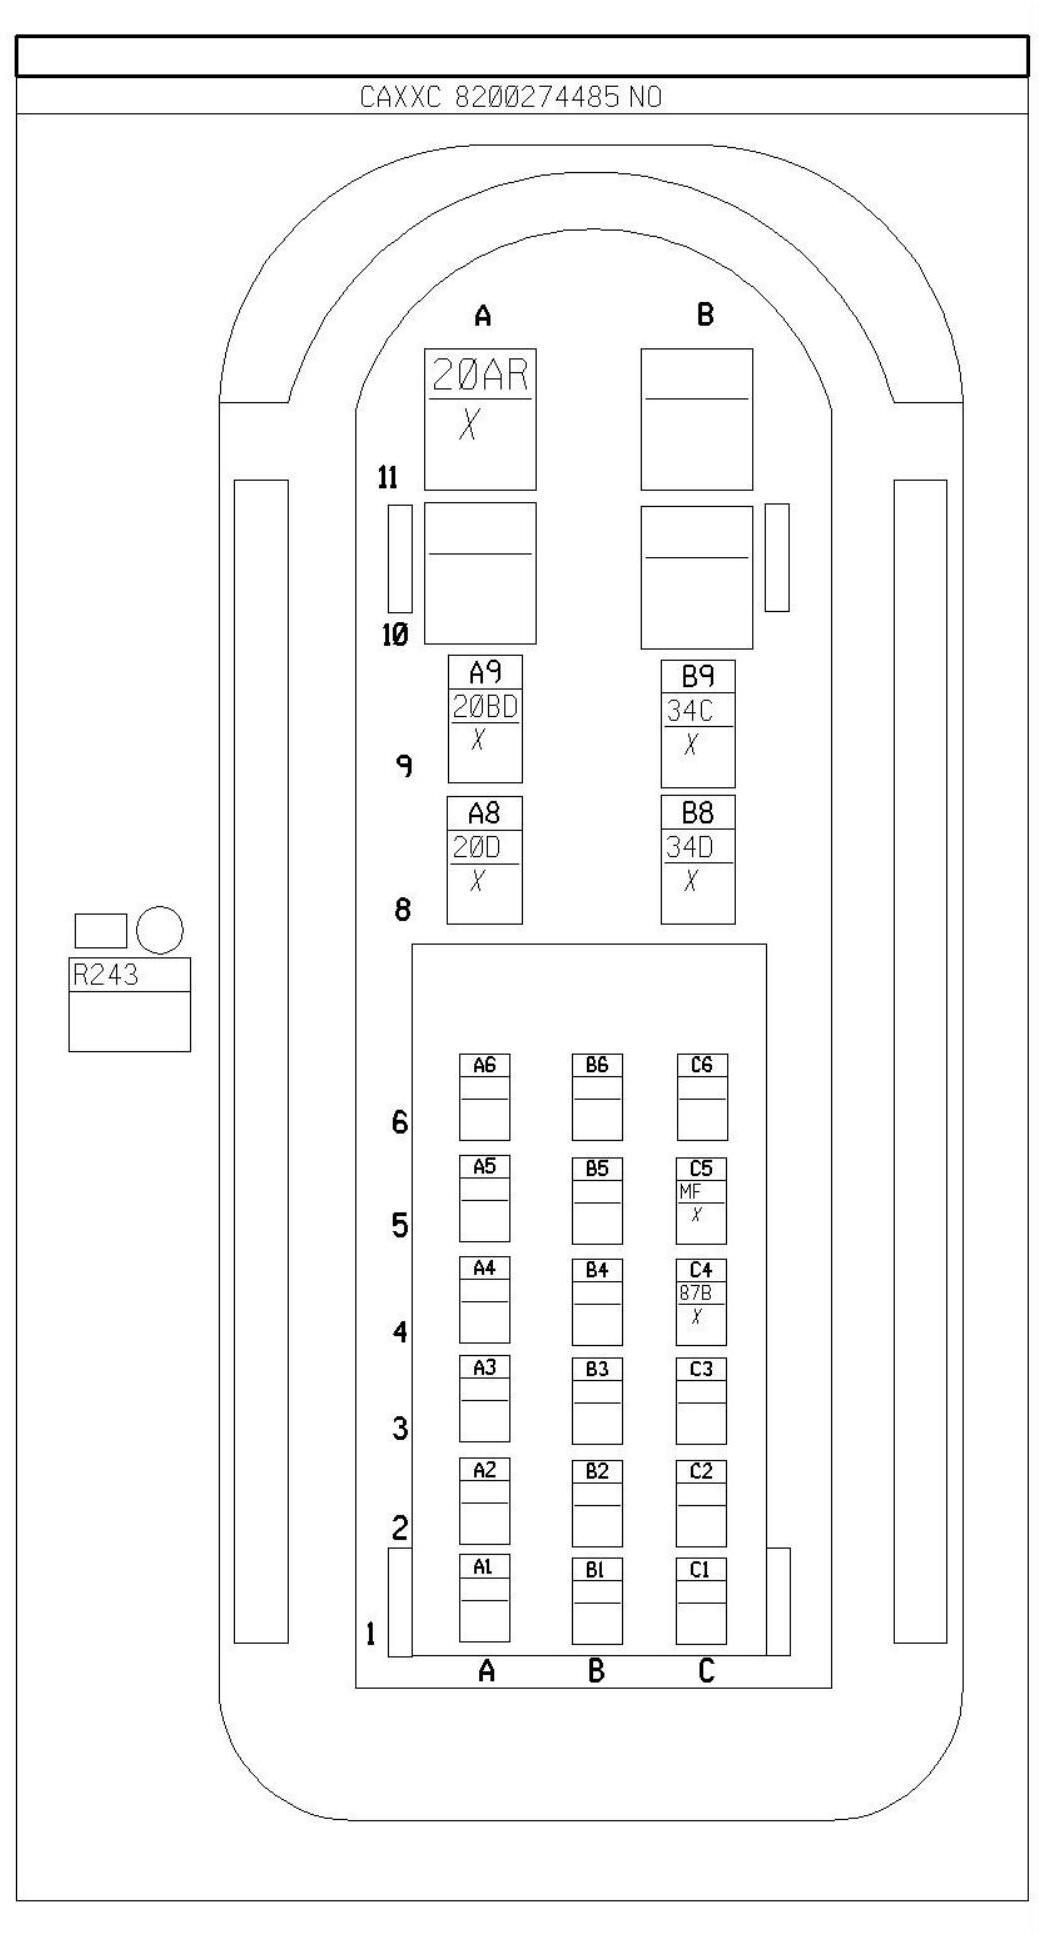 CAXXC 8200274485 NO
A B
20AR
X
11
10
A9 B9
20BD 34C
X X
9
A8 B8
20D 34D
X X
8
R243
A6 B6 C6
6
A5 B5 C5
MF
X
5
A4 B4 C4
87B
X
4
A3 B3 C3
3
A2 B2 C2
2
A1 B1 C1
1
A B C